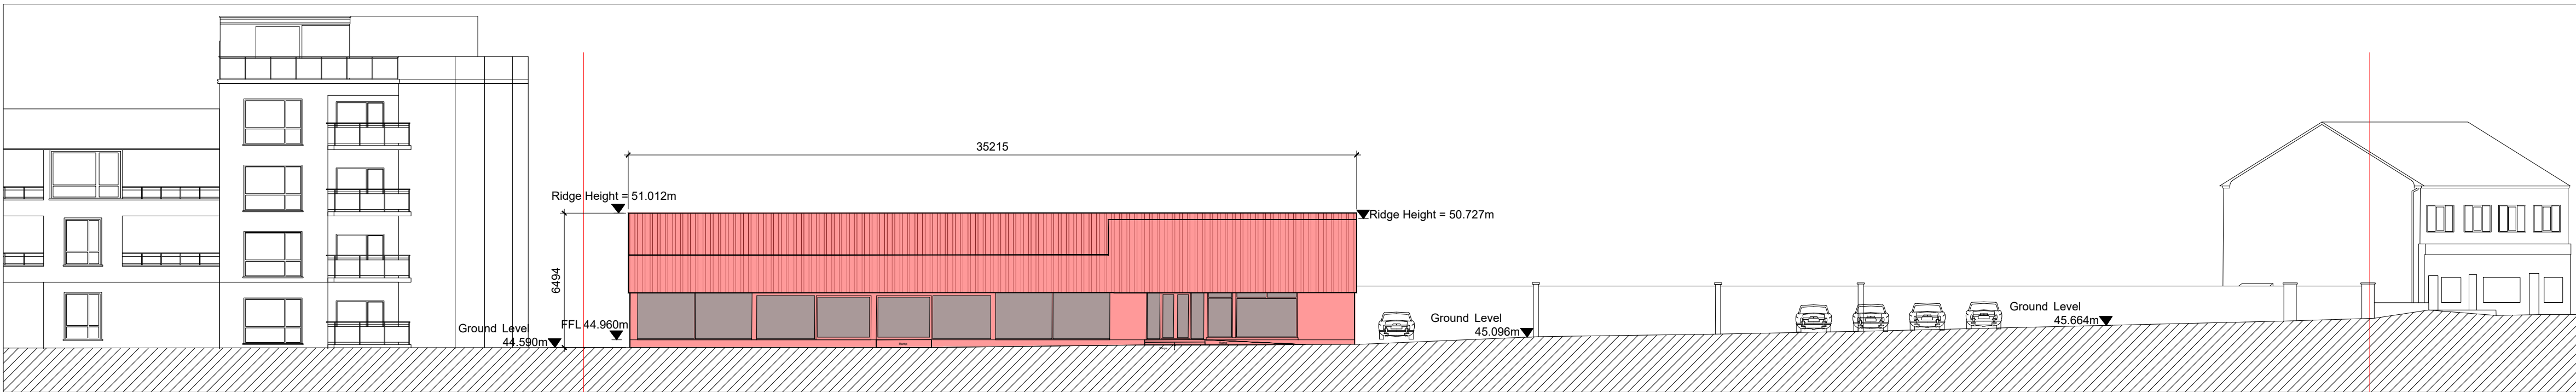 35215
Ridge Height = 51.012m
Ridge Height = 50.727m
6494
FFL 44.960m
Ground Level
44.590m
Ground Level
45.096m
Ground Level
45.664m